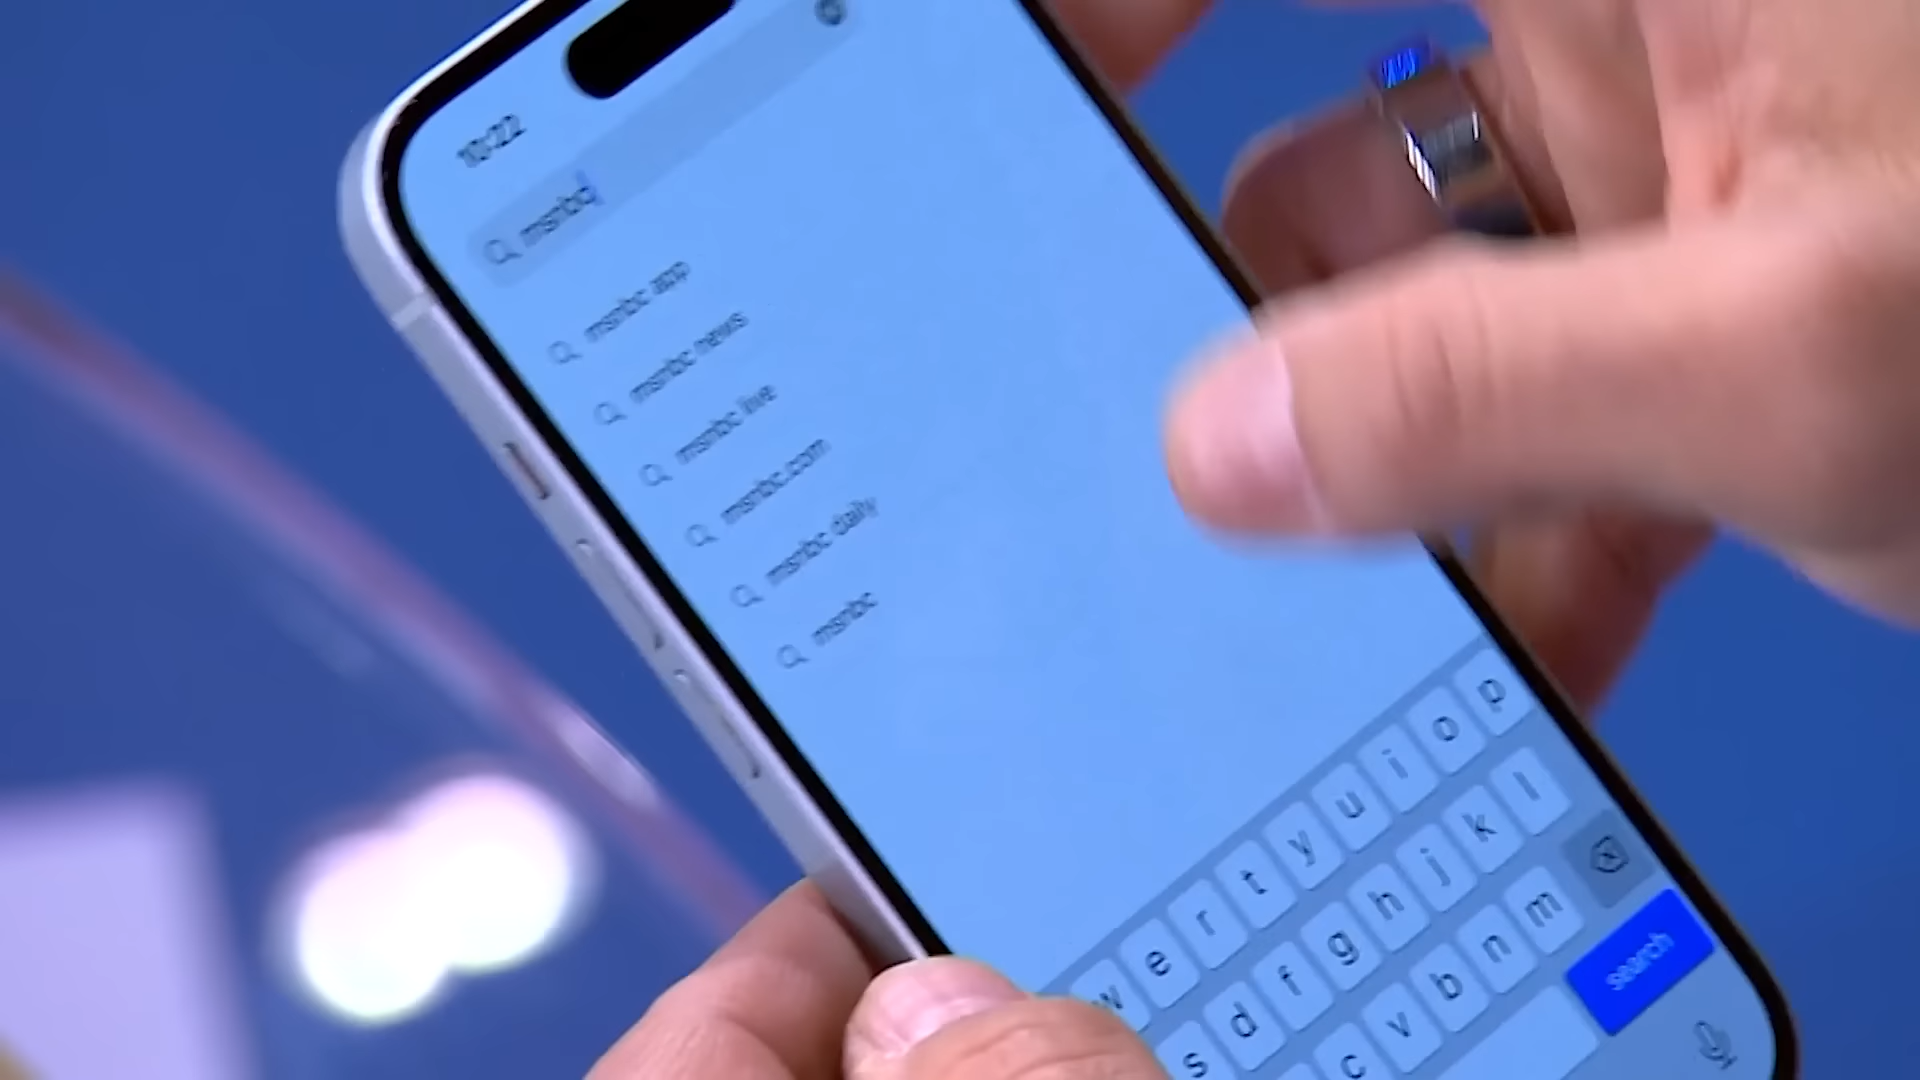 10:22
msnbc
msnbc app
msnbc news
msnbc live
msnbc.com
msnbc daily
msnbc
w e r t y u i o p
s d f g h j k l
c v b n m
search